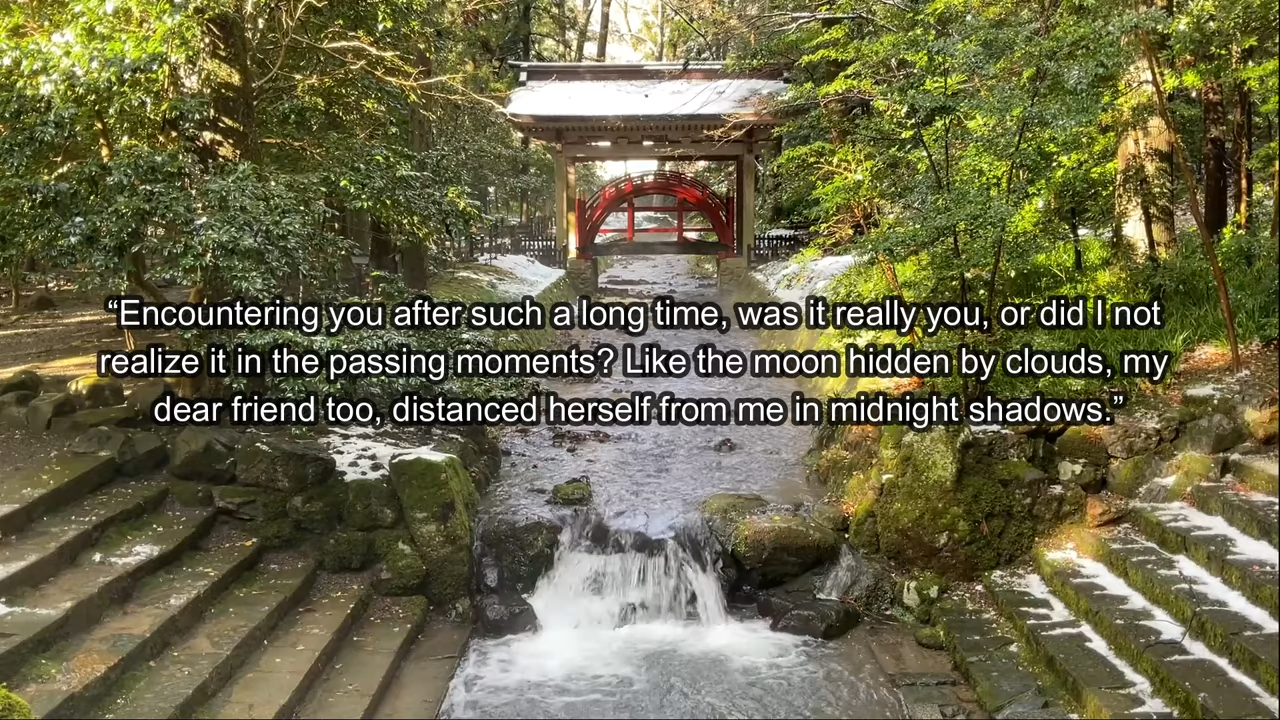 “Encountering you after such a long time, was it really you, or did I not
realize it in the passing moments? Like the moon hidden by clouds, my
dear friend too, distanced herself from me in midnight shadows.”